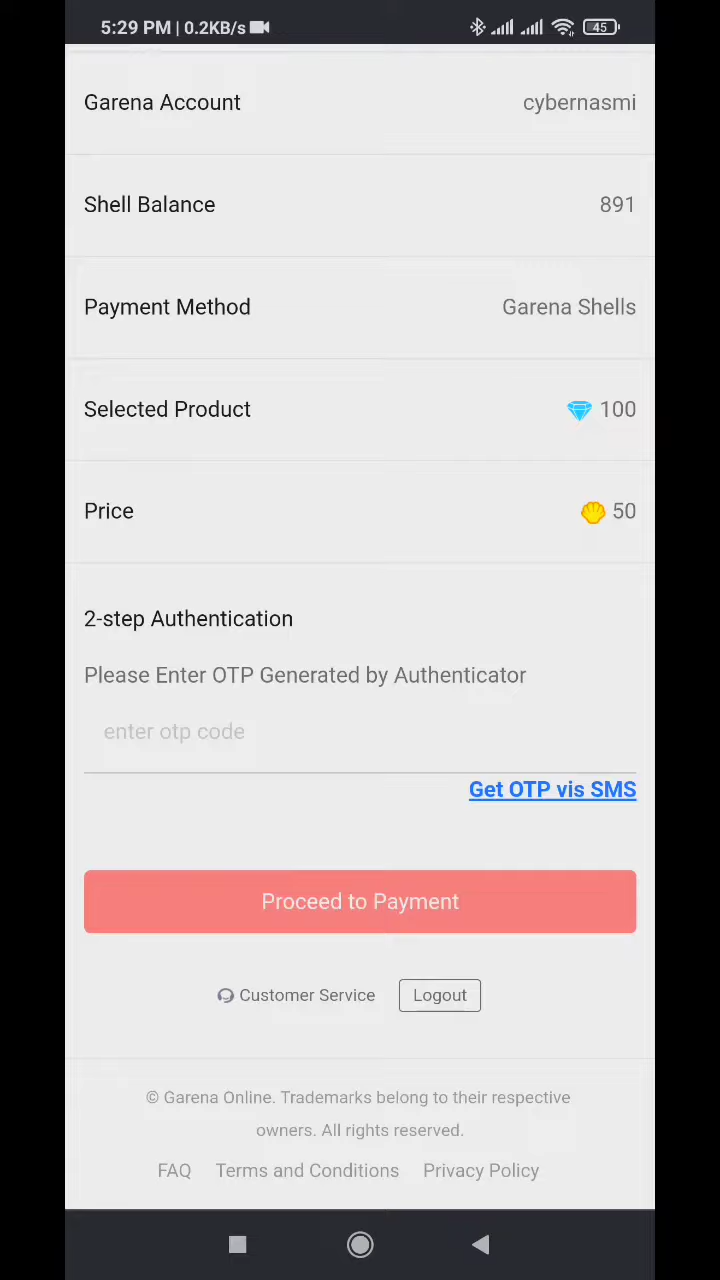 5:29 PM | 0.2KB/s 45
Garena Account cybernasmi
Shell Balance 891
Payment Method Garena Shells
Selected Product 100
Price 50
2-step Authentication
Please Enter OTP Generated by Authenticator
enter otp code
Get OTP vis SMS
Proceed to Payment
Customer Service Logout
© Garena Online. Trademarks belong to their respective
owners. All rights reserved.
FAQ Terms and Conditions Privacy Policy